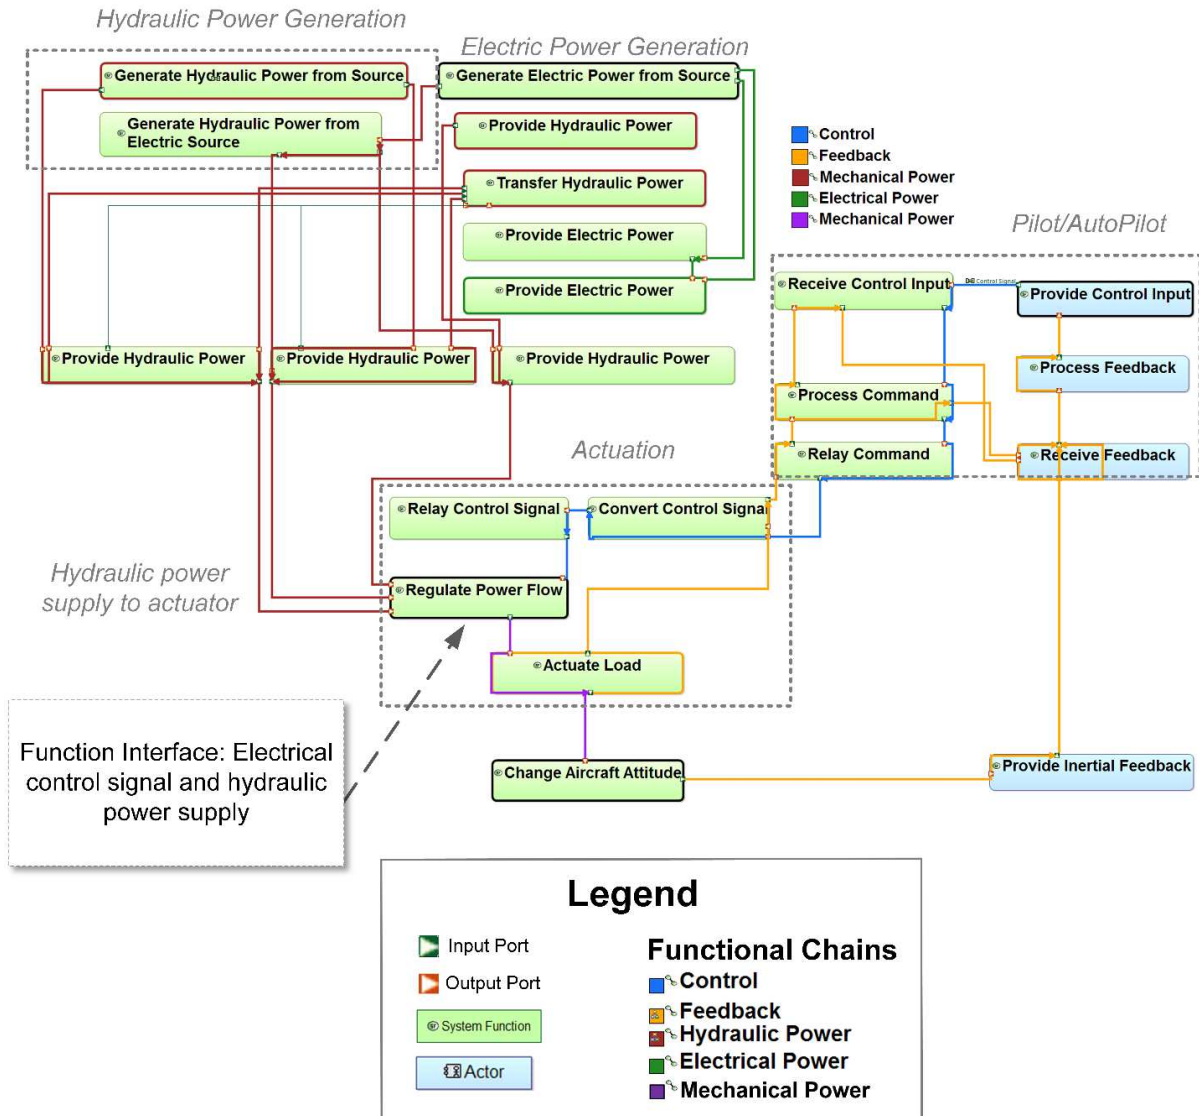 Hydraulic Power Generation
Electric Power Generation
Generate Hydraulic Power from Source
Generate Electric Power from Source
Generate Hydraulic Power from
Electric Source
Provide Hydraulic Power
Transfer Hydraulic Power
Provide Electric Power
Provide Electric Power
Control
Feedback
Mechanical Power
Electrical Power
Mechanical Power
Pilot/AutoPilot
Receive Control Input
Control Signal
Provide Control Input
Process Feedback
Process Command
Relay Command
Receive Feedback
Provide Hydraulic Power
Provide Hydraulic Power
Provide Hydraulic Power
Actuation
Relay Control Signal
Convert Control Signal
Hydraulic power
supply to actuator
Regulate Power Flow
Actuate Load
Function Interface: Electrical
control signal and hydraulic
power supply
Change Aircraft Attitude
Provide Inertial Feedback
Legend
Input Port
Output Port
System Function
Actor
Functional Chains
Control
Feedback
Hydraulic Power
Electrical Power
Mechanical Power